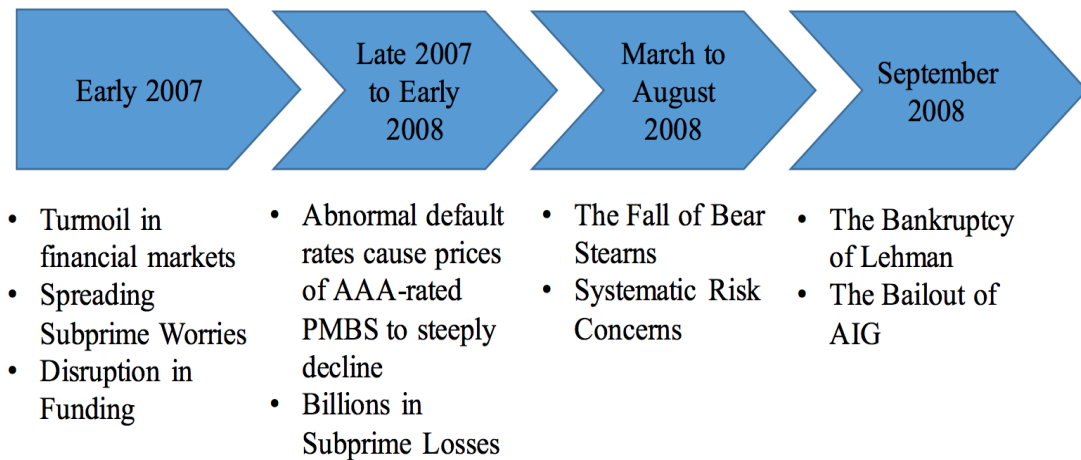 Early 2007
Late 2007
to Early
2008
March to
August
2008
September
2008
• Turmoil in
financial markets
• Spreading
Subprime Worries
• Disruption in
Funding
• Abnormal default
rates cause prices
of AAA-rated
PMBS to steeply
decline
• Billions in
Subprime Losses
• The Fall of Bear
Stearns
• Systematic Risk
Concerns
• The Bankruptcy
of Lehman
• The Bailout of
AIG